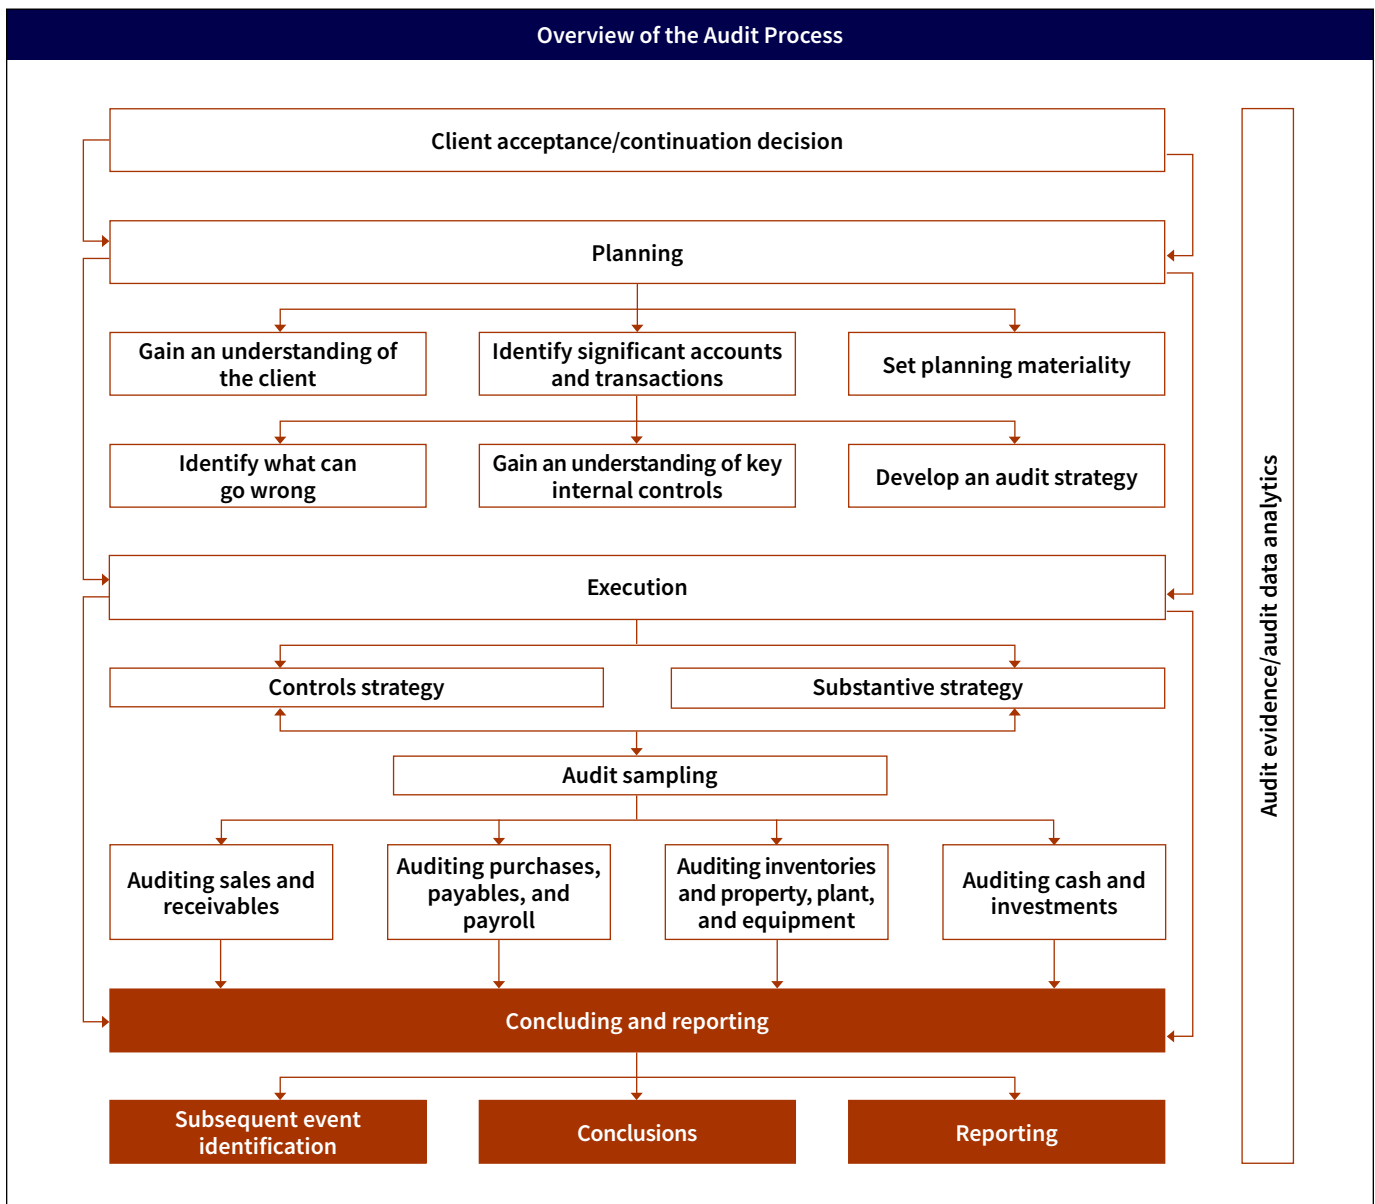 Overview of the Audit Process
Client acceptance/continuation decision
Planning
Gain an understanding of
the client
Identify significant accounts
and transactions
Set planning materiality
Identify what can
go wrong
Gain an understanding of key
internal controls
Develop an audit strategy
Execution
Controls strategy
Substantive strategy
Audit sampling
Auditing sales and
receivables
Auditing purchases,
payables, and
payroll
Auditing inventories
and property, plant,
and equipment
Auditing cash and
investments
Concluding and reporting
Subsequent event
identification
Conclusions
Reporting
Audit evidence/audit data analytics